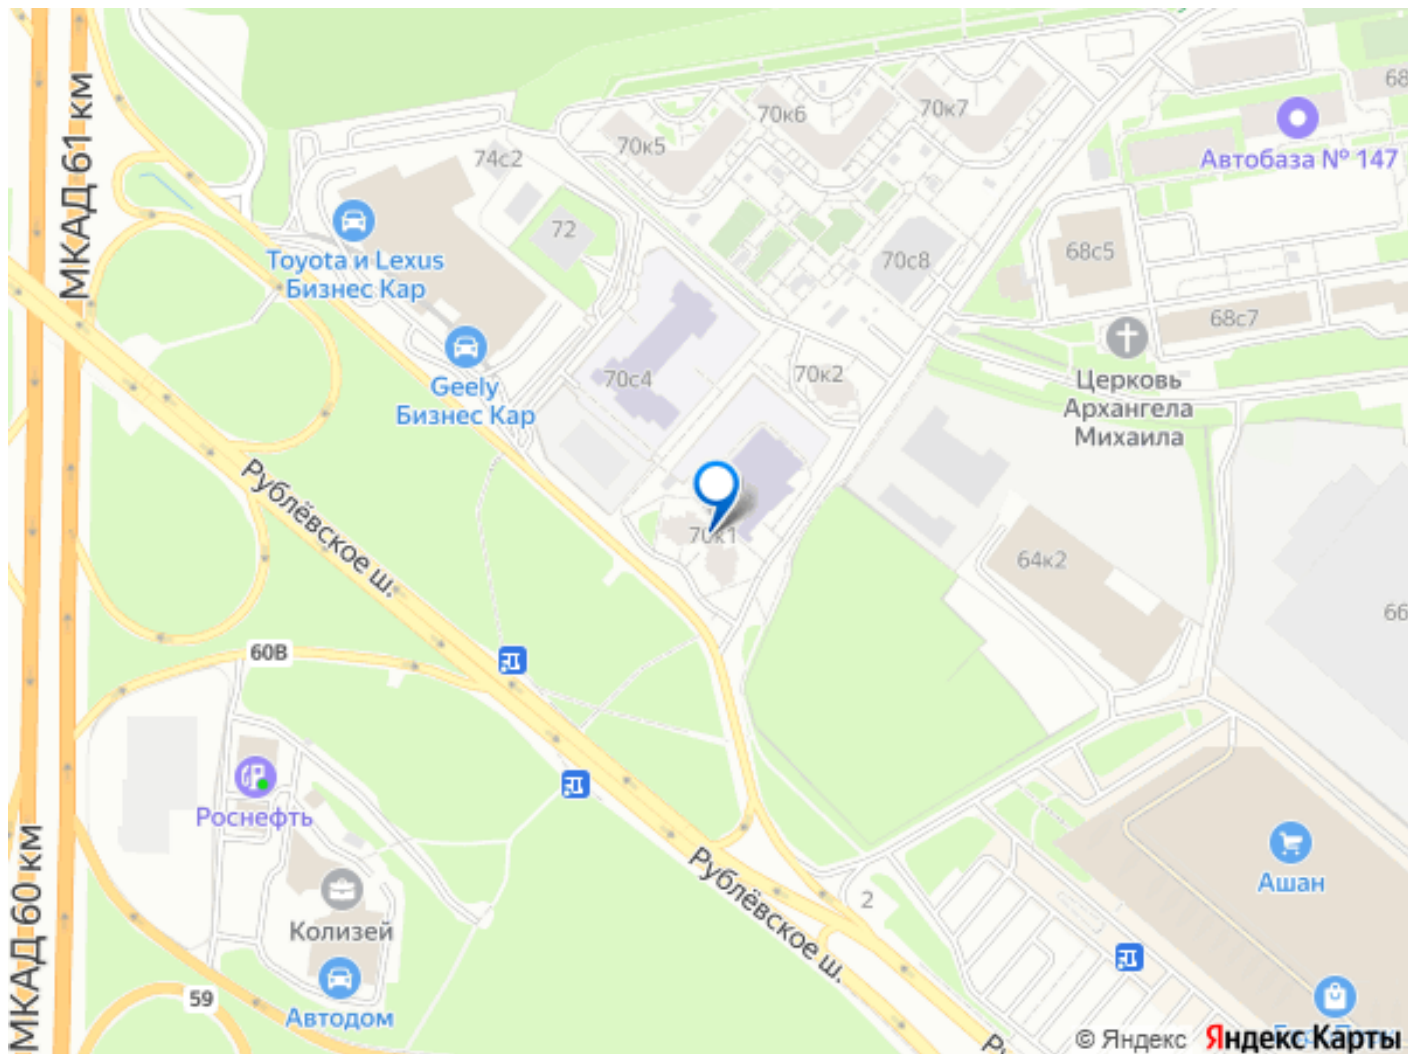 МКАД 61 км
70к5
70к6
70к7
68
Автобаза № 147
74с2
72
Toyota и Lexus
Бизнес Кар
70с8
68с5
68с7
Geely
Бизнес Кар
70с4
70к2
Церковь
Архангела
Михаила
Рублёвское ш.
70к1
64к2
66
60В
Роснефть
Колизей
Автодом
59
МКАД 60 км
Рублёвское ш.
2
Ашан
© Яндекс
Яндекс Карты